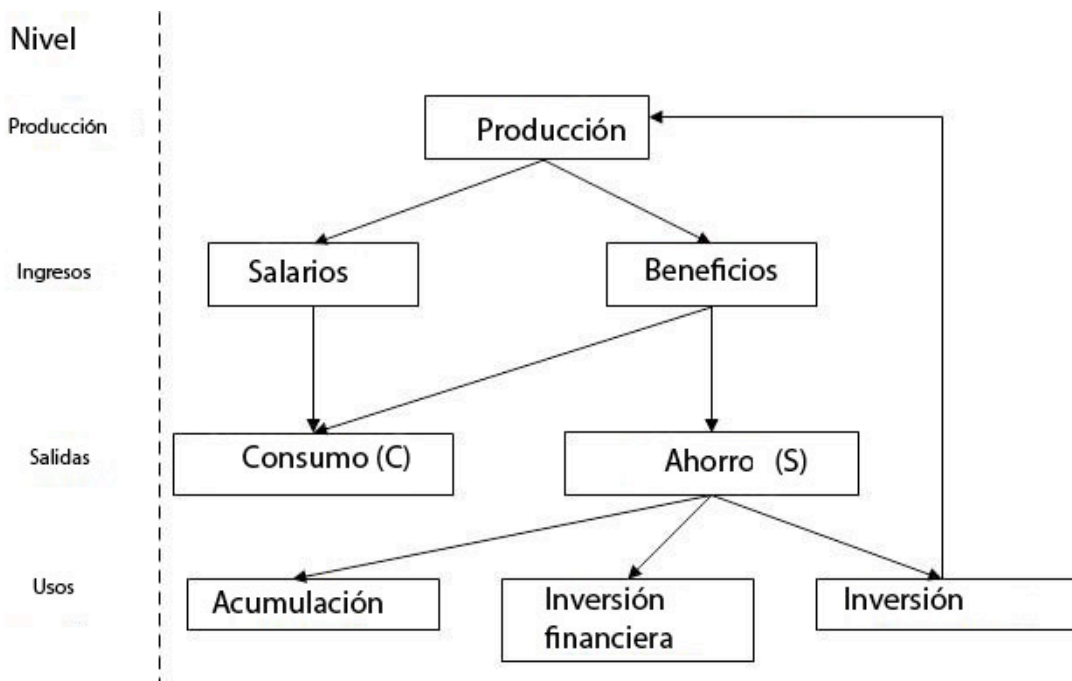 Nivel
Producción
Producción
Ingresos
Salarios
Beneficios
Salidas
Consumo (C)
Ahorro (S)
Usos
Acumulación
Inversión
financiera
Inversión